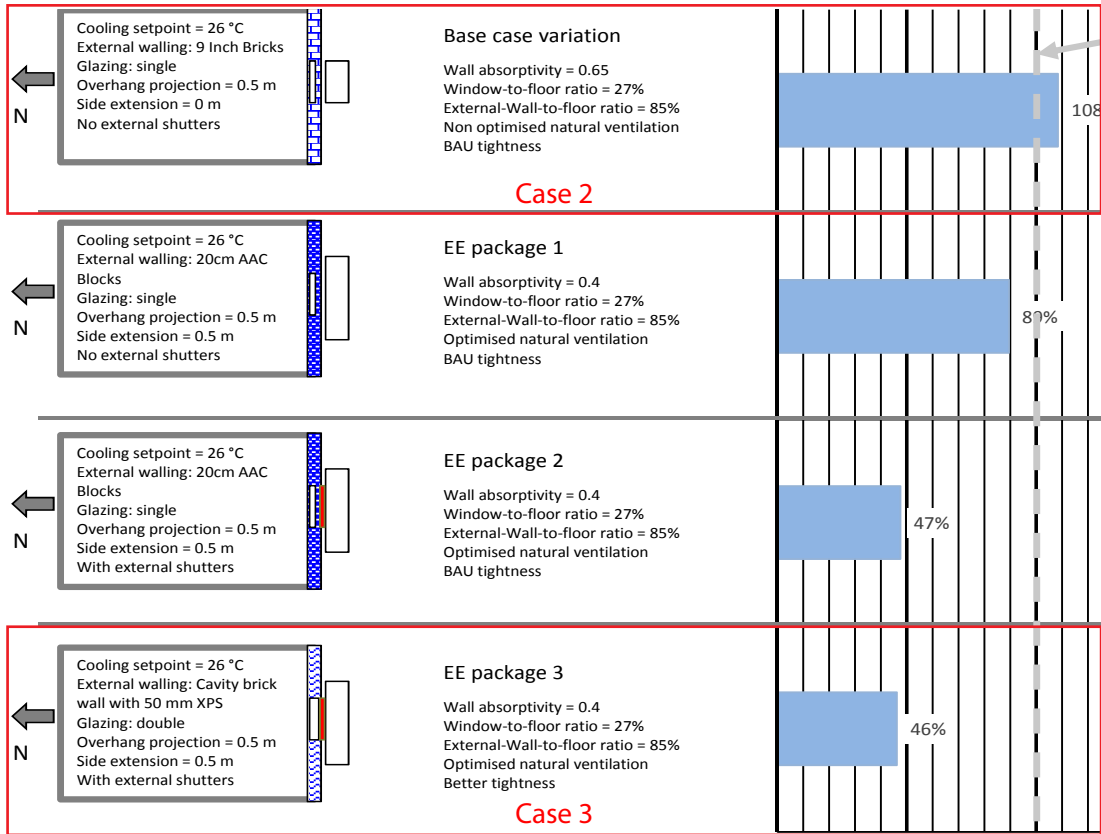 Cooling setpoint = 26 °C
External walling: 9 Inch Bricks
Glazing: single
Overhang projection = 0.5 m
Side extension = 0 m
No external shutters
N
Base case variation
Wall absorptivity = 0.65
Window-to-floor ratio = 27%
External-Wall-to-floor ratio = 85%
Non optimised natural ventilation
BAU tightness
108
Case 2
Cooling setpoint = 26 °C
External walling: 20cm AAC
Blocks
Glazing: single
Overhang projection = 0.5 m
Side extension = 0.5 m
No external shutters
N
EE package 1
Wall absorptivity = 0.4
Window-to-floor ratio = 27%
External-Wall-to-floor ratio = 85%
Optimised natural ventilation
BAU tightness
89%
Cooling setpoint = 26 °C
External walling: 20cm AAC
Blocks
Glazing: single
Overhang projection = 0.5 m
Side extension = 0.5 m
With external shutters
N
EE package 2
Wall absorptivity = 0.4
Window-to-floor ratio = 27%
External-Wall-to-floor ratio = 85%
Optimised natural ventilation
BAU tightness
47%
Cooling setpoint = 26 °C
External walling: Cavity brick
wall with 50 mm XPS
Glazing: double
Overhang projection = 0.5 m
Side extension = 0.5 m
With external shutters
N
EE package 3
Wall absorptivity = 0.4
Window-to-floor ratio = 27%
External-Wall-to-floor ratio = 85%
Optimised natural ventilation
Better tightness
46%
Case 3